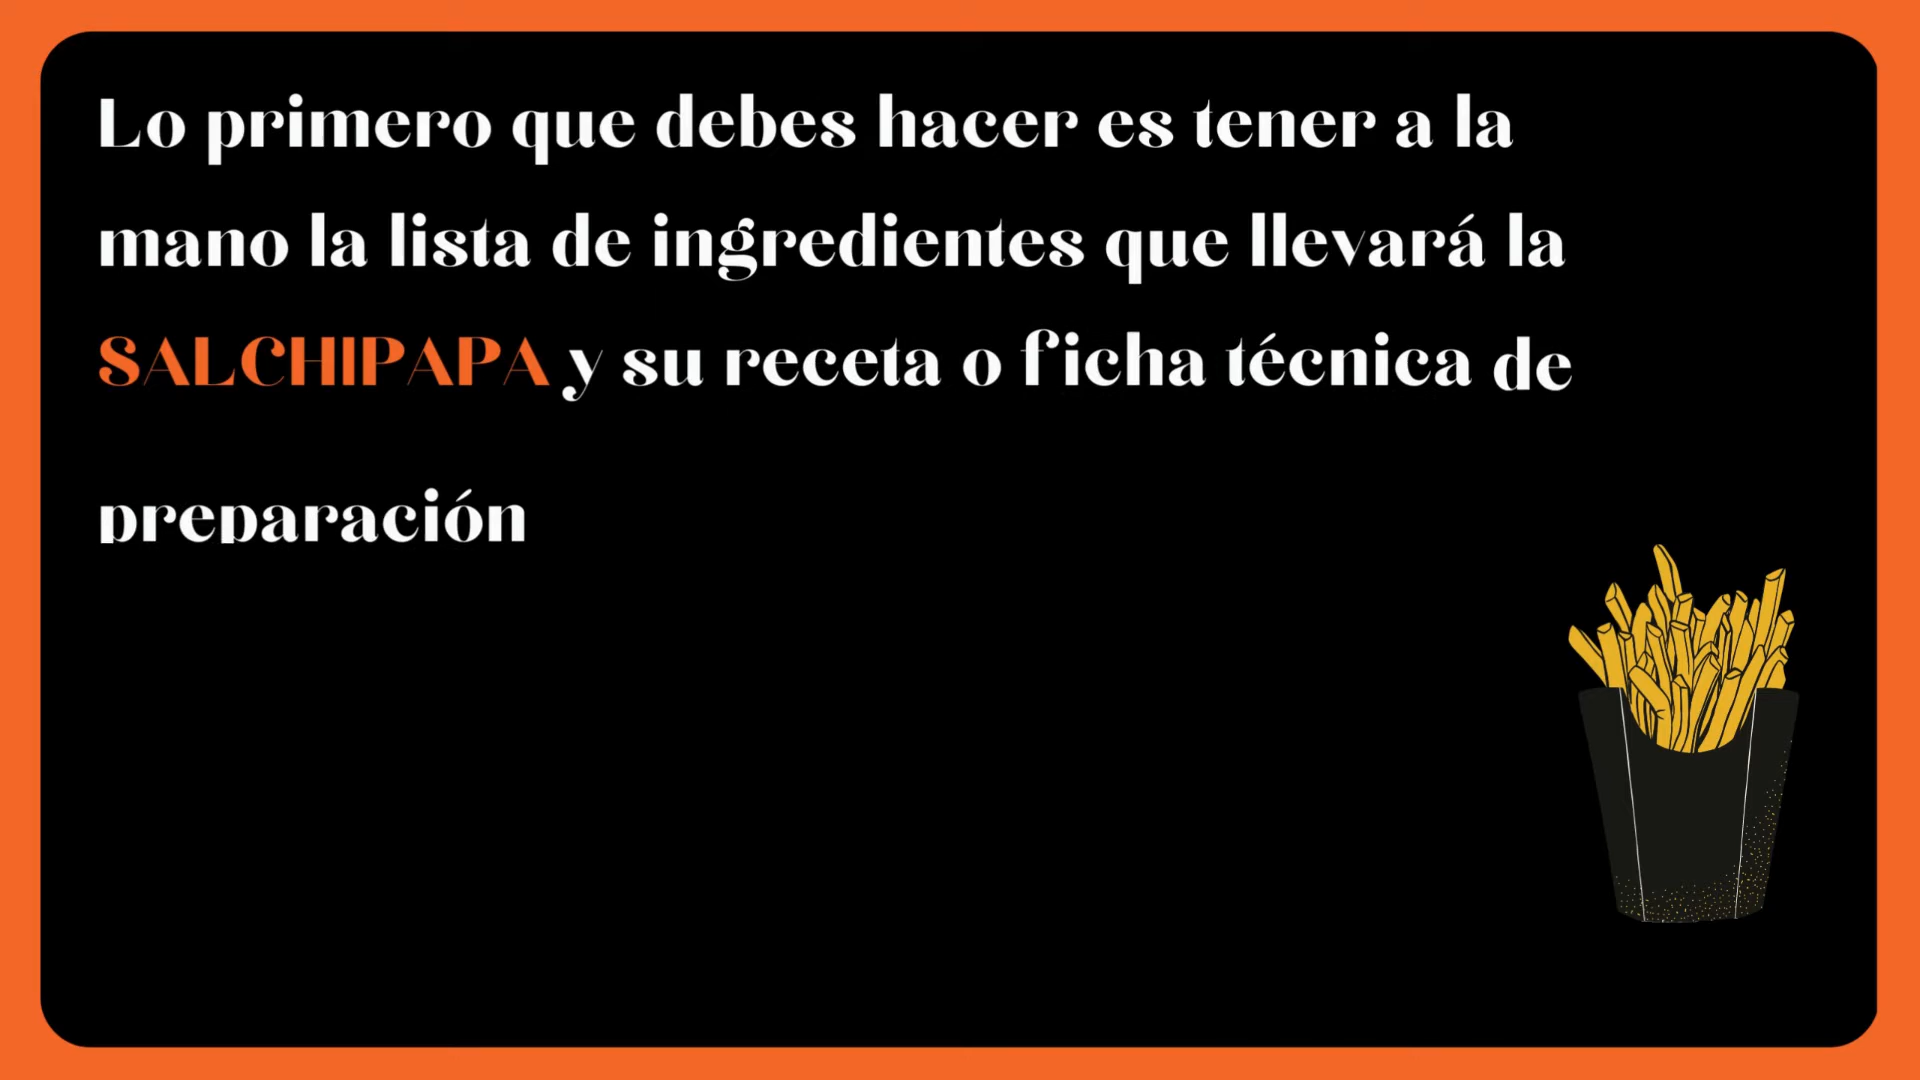 Lo primero que debes hacer es tener a la
mano la lista de ingredientes que llevará la
SALCHIPAPA y su receta o ficha técnica de
preparación